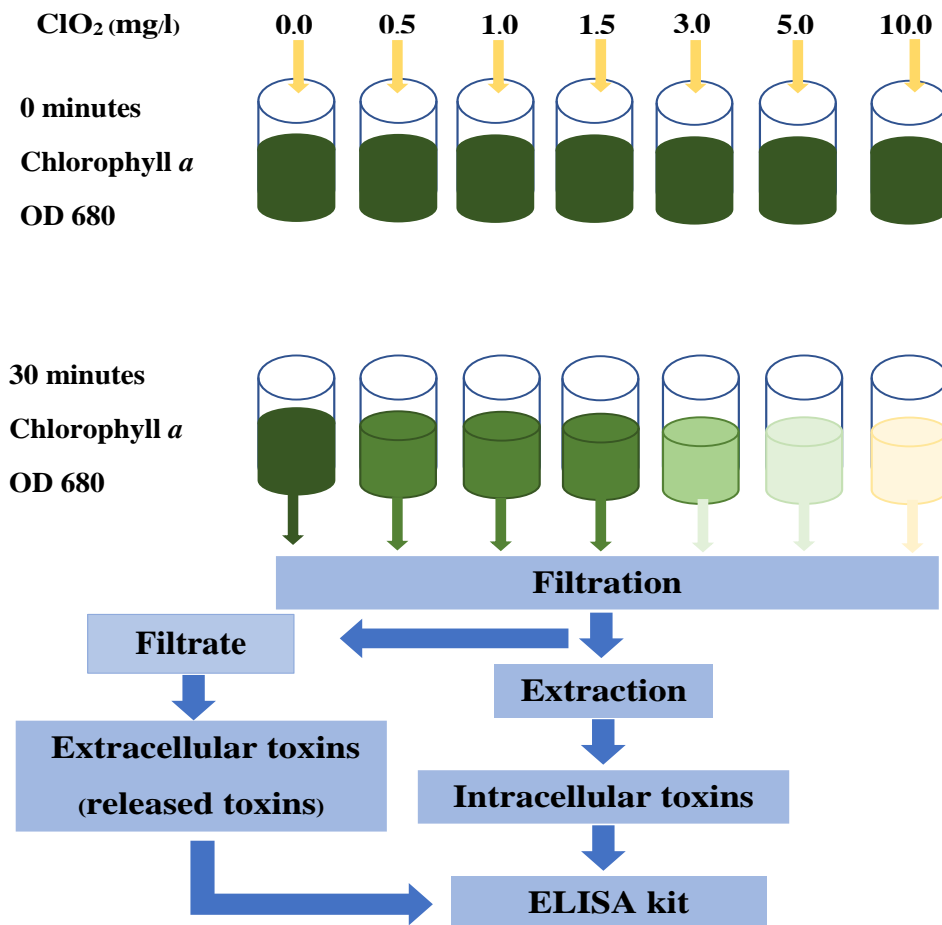 ClO₂ (mg/l) 0.0 0.5 1.0 1.5 3.0 5.0 10.0
0 minutes
Chlorophyll a
OD 680
30 minutes
Chlorophyll a
OD 680
Filtration
Filtrate
Extraction
Extracellular toxins
(released toxins)
Intracellular toxins
ELISA kit